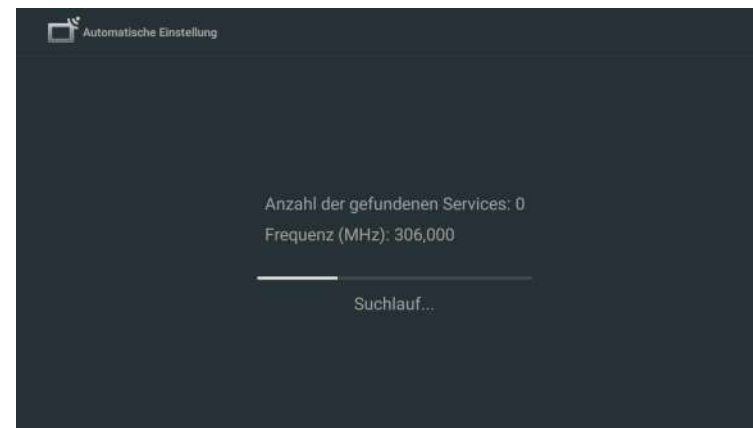 Automatische Einstellung
Anzahl der gefundenen Services: 0
Frequenz (MHz): 306,000
Suchlauf...